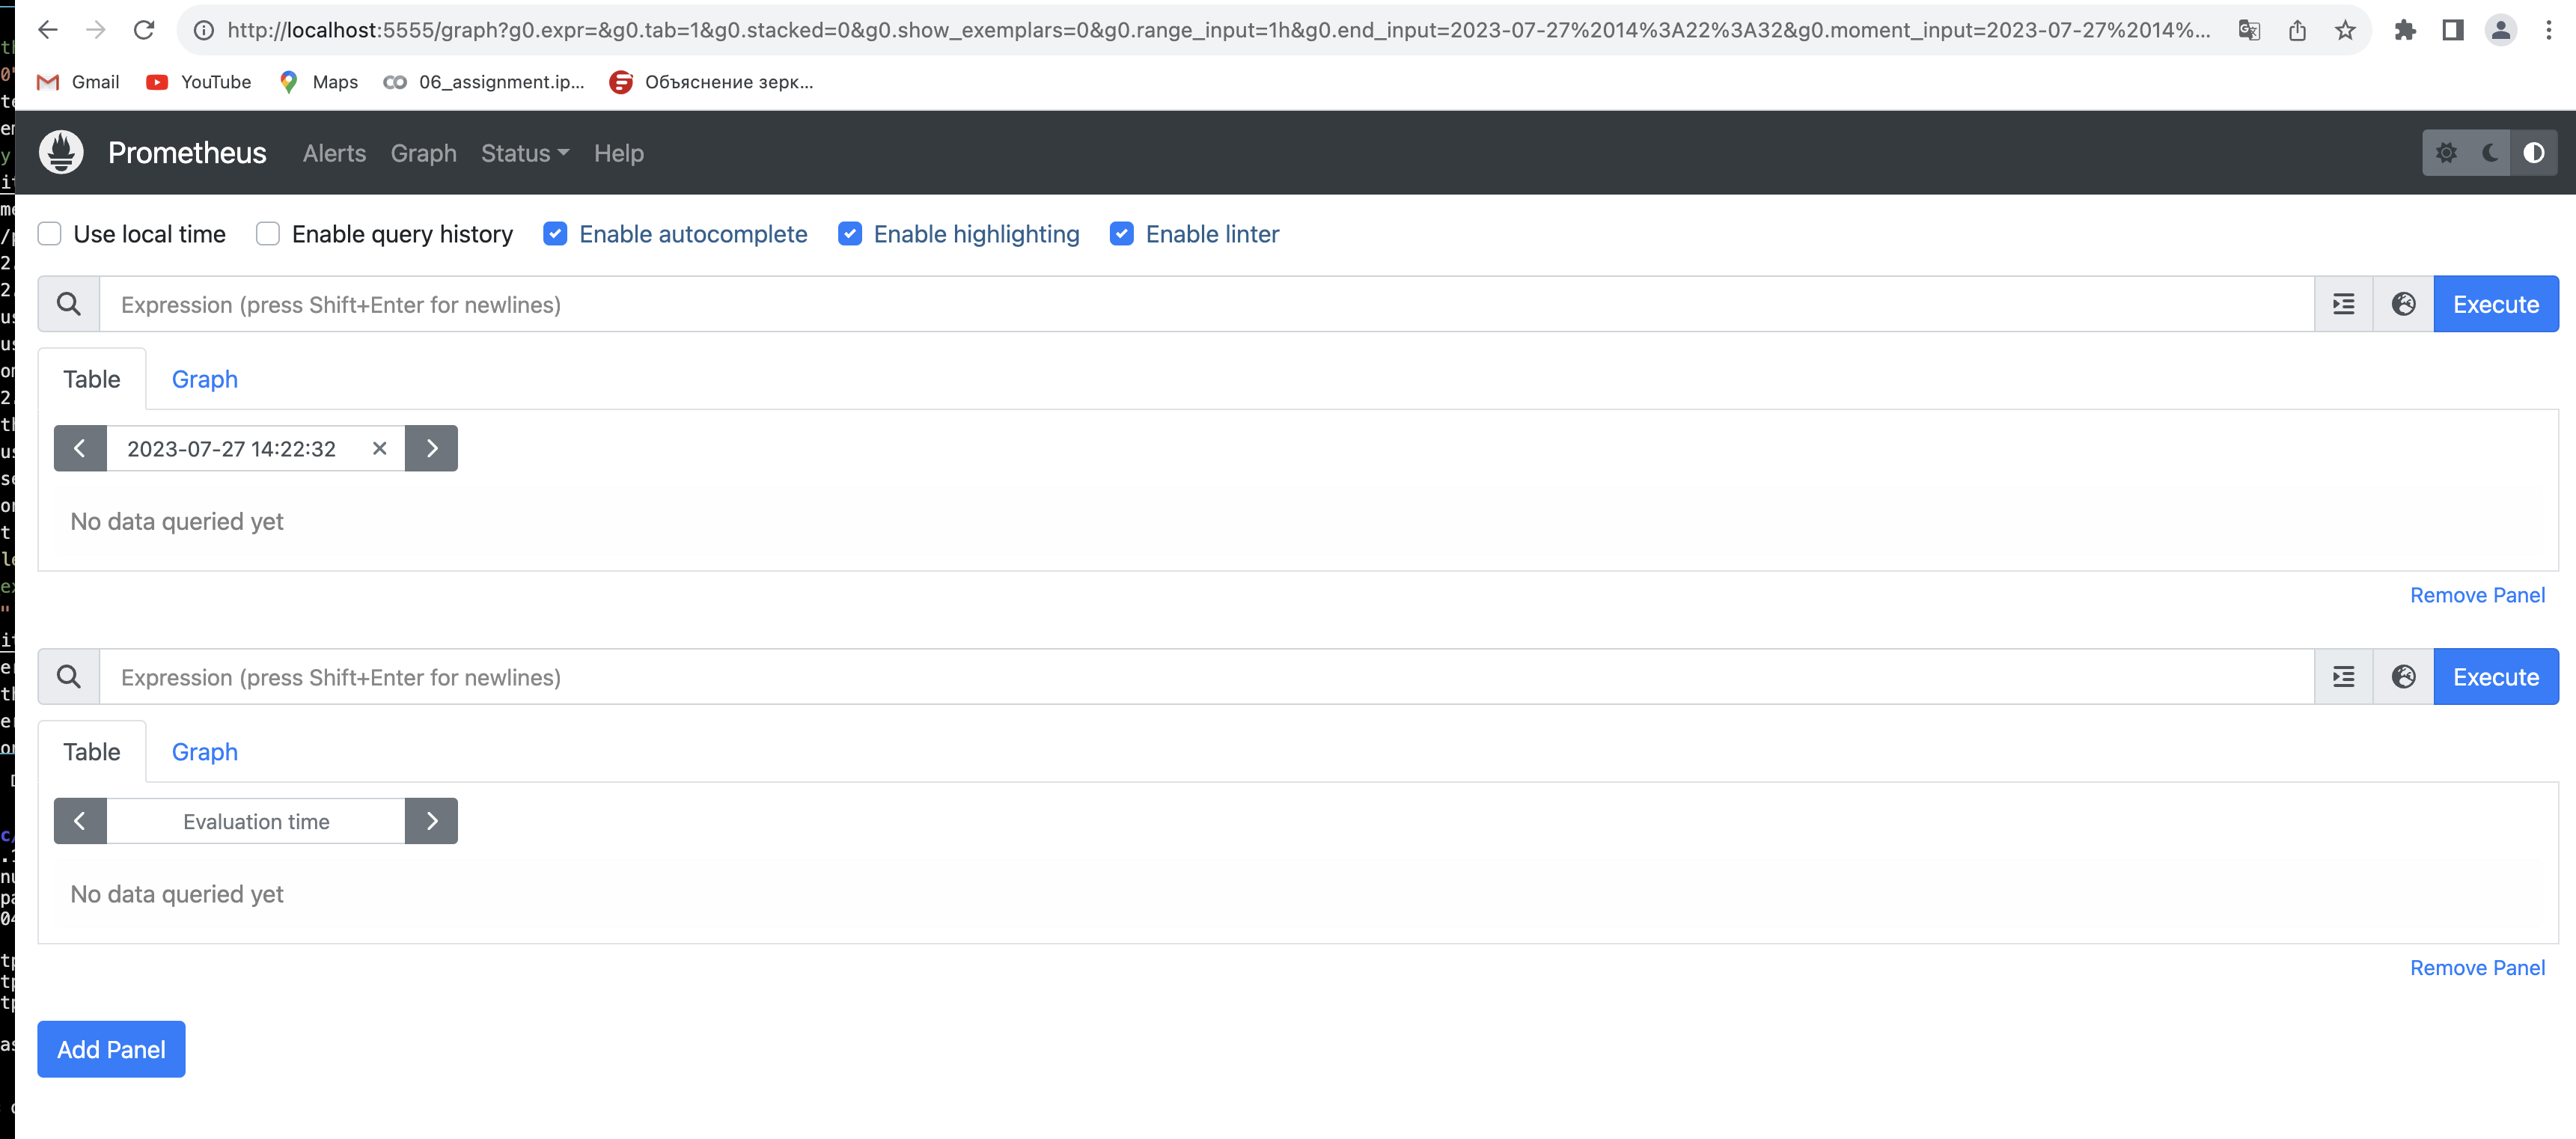 http://localhost:5555/graph?g0.expr=&g0.tab=1&g0.stacked=0&g0.show_exemplars=0&g0.range_input=1h&g0.end_input=2023-07-27%2014%3A22%3A32&g0.moment_input=2023-07-27%2014%...
Gmail YouTube Maps 06_assignment.ip... Объяснение зерк...
Prometheus Alerts Graph Status Help
Use local time Enable query history Enable autocomplete Enable highlighting Enable linter
Expression (press Shift+Enter for newlines) Execute
Table Graph
2023-07-27 14:22:32
No data queried yet
Remove Panel
Expression (press Shift+Enter for newlines) Execute
Table Graph
Evaluation time
No data queried yet
Remove Panel
Add Panel